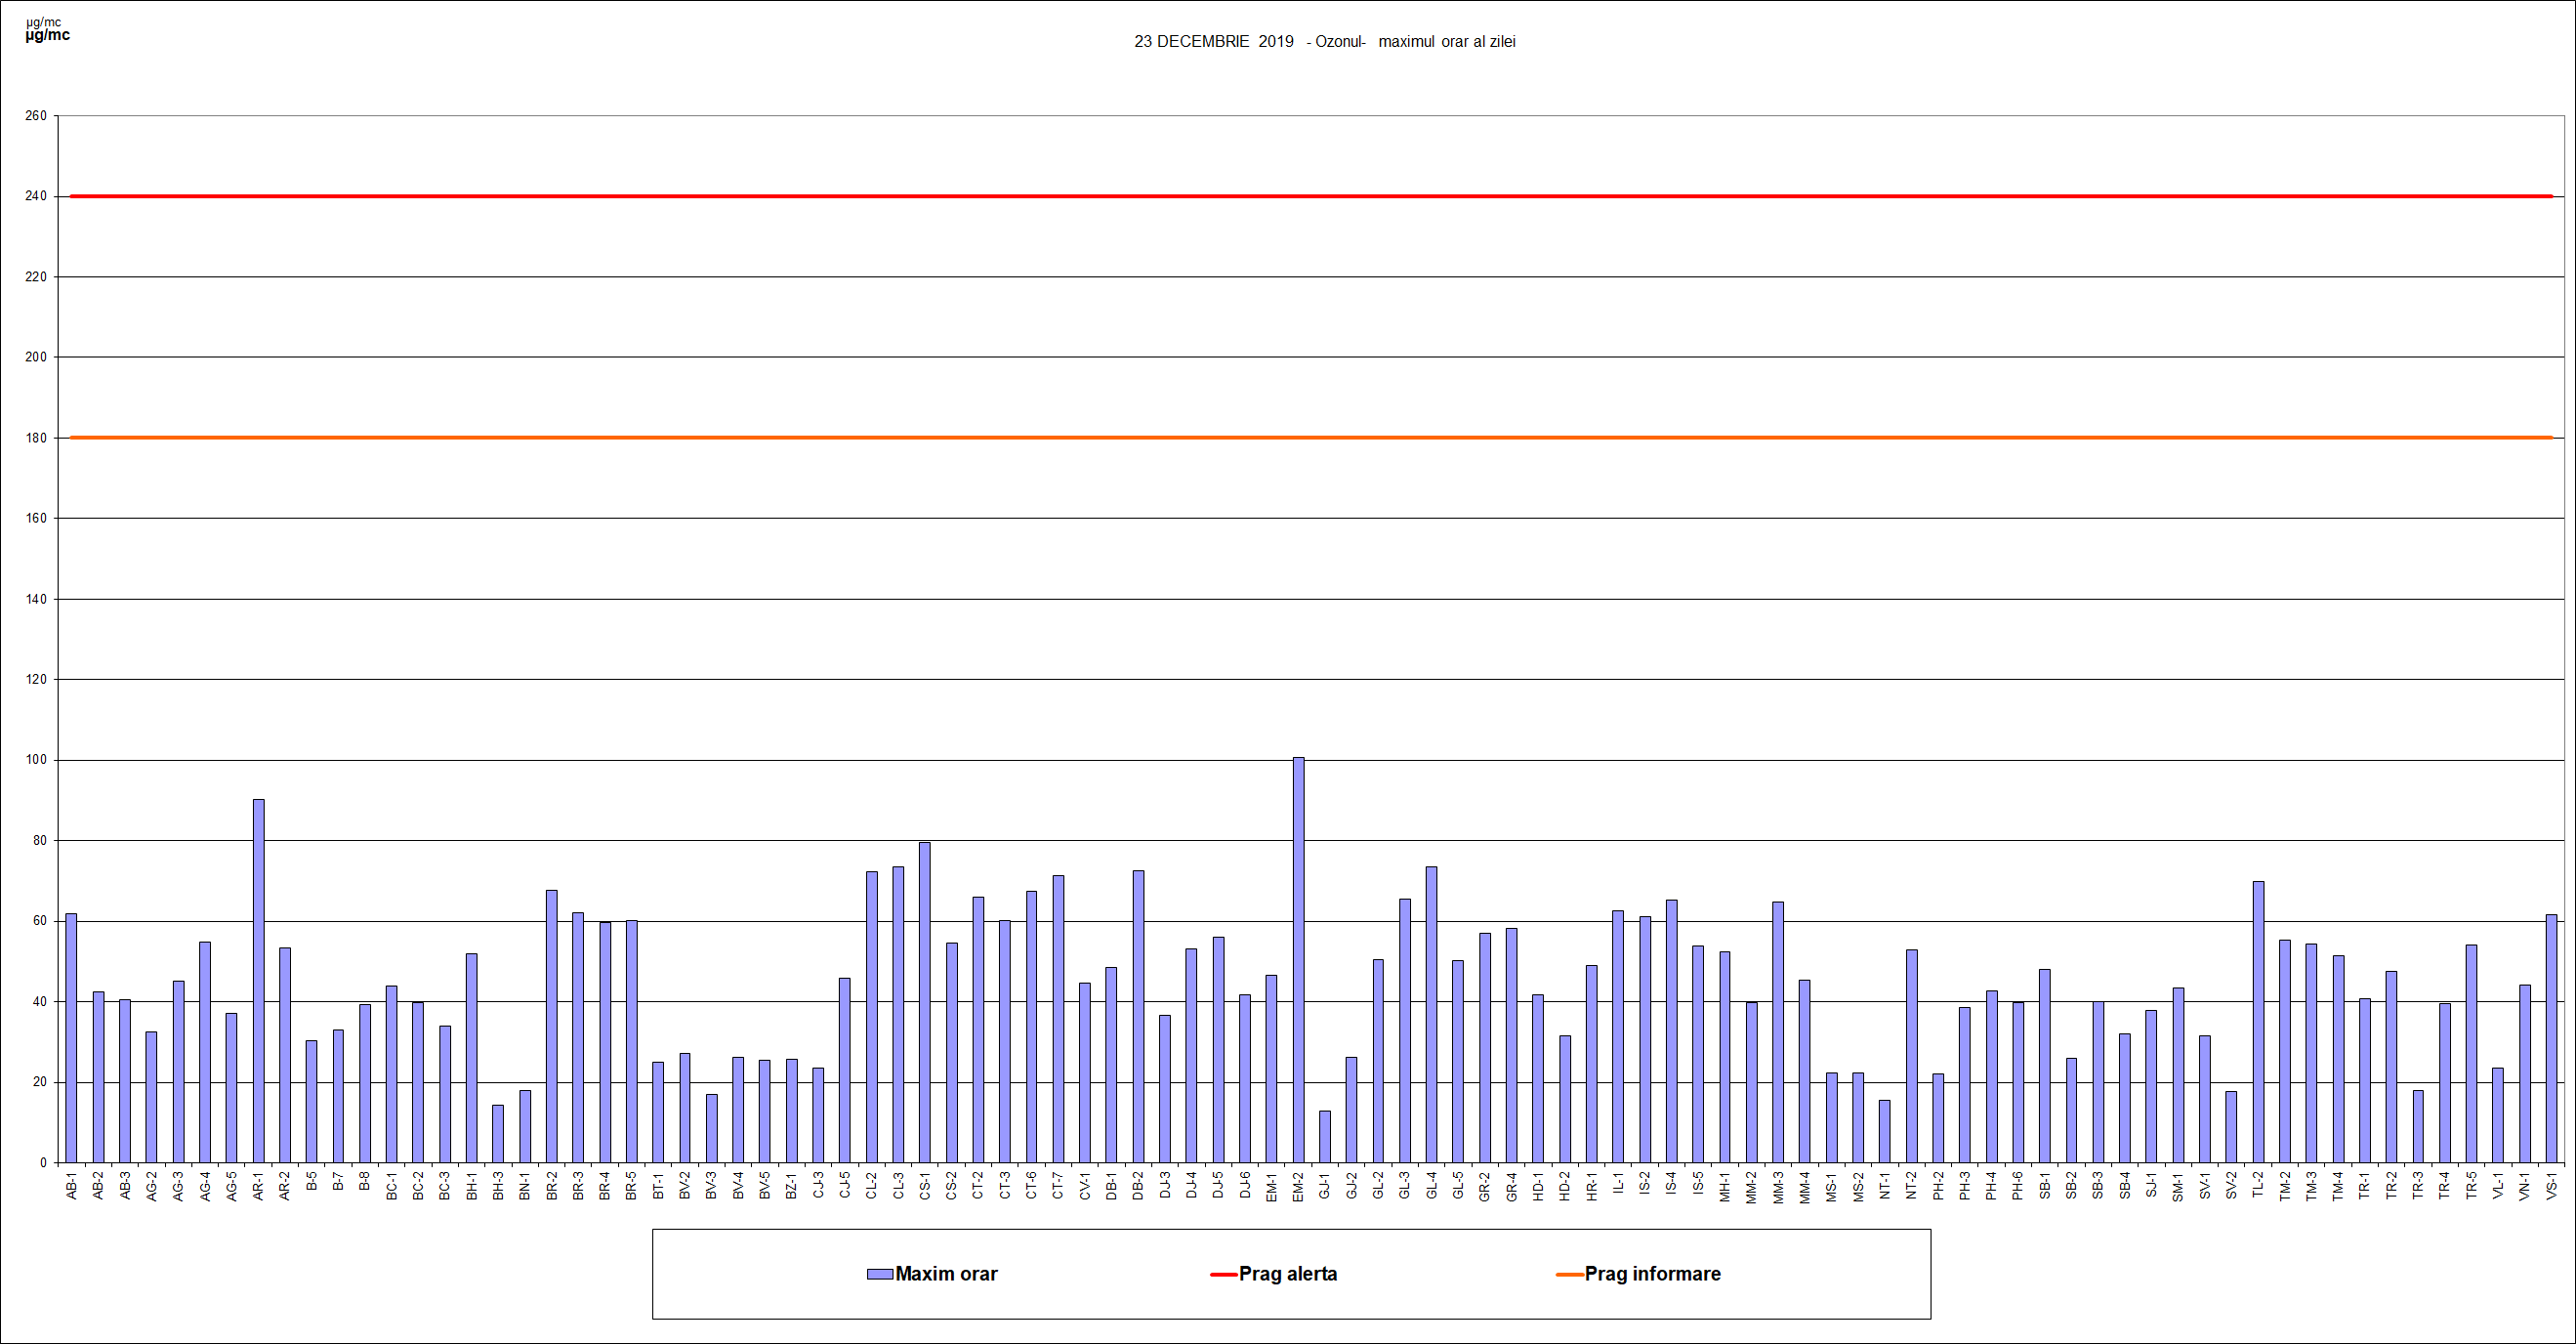 µg/mc
µg/mc
23 DECEMBRIE 2019 - Ozonul- maximul orar al zilei
260
240
220
200
180
160
140
120
100
80
60
40
20
0
AB-1 AB-2 AB-3 AG-2 AG-3 AG-4 AG-5 AR-1 AR-2 B-5 B-7 B-8 BC-1 BC-2 BC-3 BH-1 BH-3 BN-1 BR-2 BR-3 BR-4 BR-5 BT-1 BV-2 BV-3 BV-4 BV-5 BZ-1 CJ-3 CJ-5 CL-2 CL-3 CS-1 CS-2 CT-2 CT-3 CT-6 CT-7 CV-1 DB-1 DB-2 DJ-3 DJ-4 DJ-5 DJ-6 EM-1 EM-2 GJ-1 GJ-2 GL-2 GL-3 GL-4 GL-5 GR-2 GR-4 HD-1 HD-2 HR-1 IL-1 IS-2 IS-4 IS-5 MH-1 MM-2 MM-3 MM-4 MS-1 MS-2 NT-1 NT-2 PH-2 PH-3 PH-4 PH-6 SB-1 SB-2 SB-3 SB-4 SJ-1 SM-1 SV-1 SV-2 TL-2 TM-2 TM-3 TM-4 TR-1 TR-2 TR-3 TR-4 TR-5 VL-1 VN-1 VS-1
Maxim orar Prag alerta Prag informare